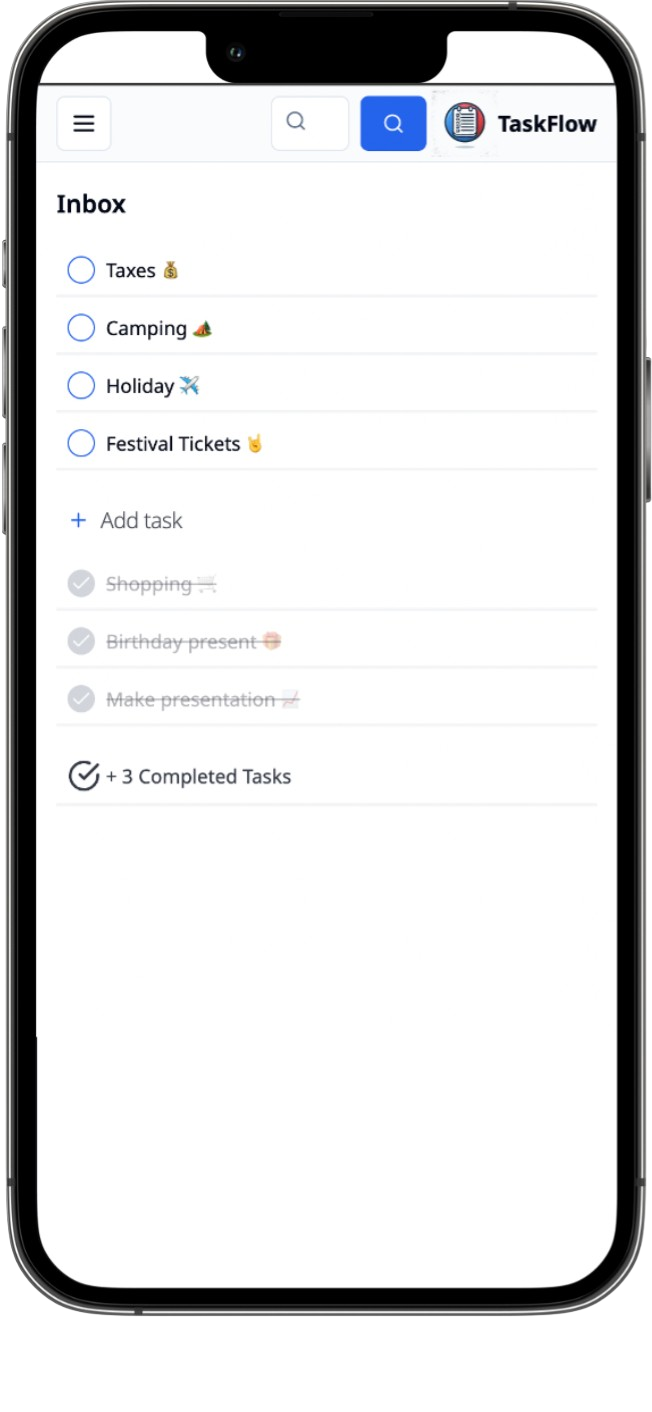 TaskFlow
Inbox
Taxes 💰
Camping 🏕️
Holiday ✈️
Festival Tickets 🤘
+ Add task
Shopping 🛒
Birthday present 🎁
Make presentation 📈
+ 3 Completed Tasks